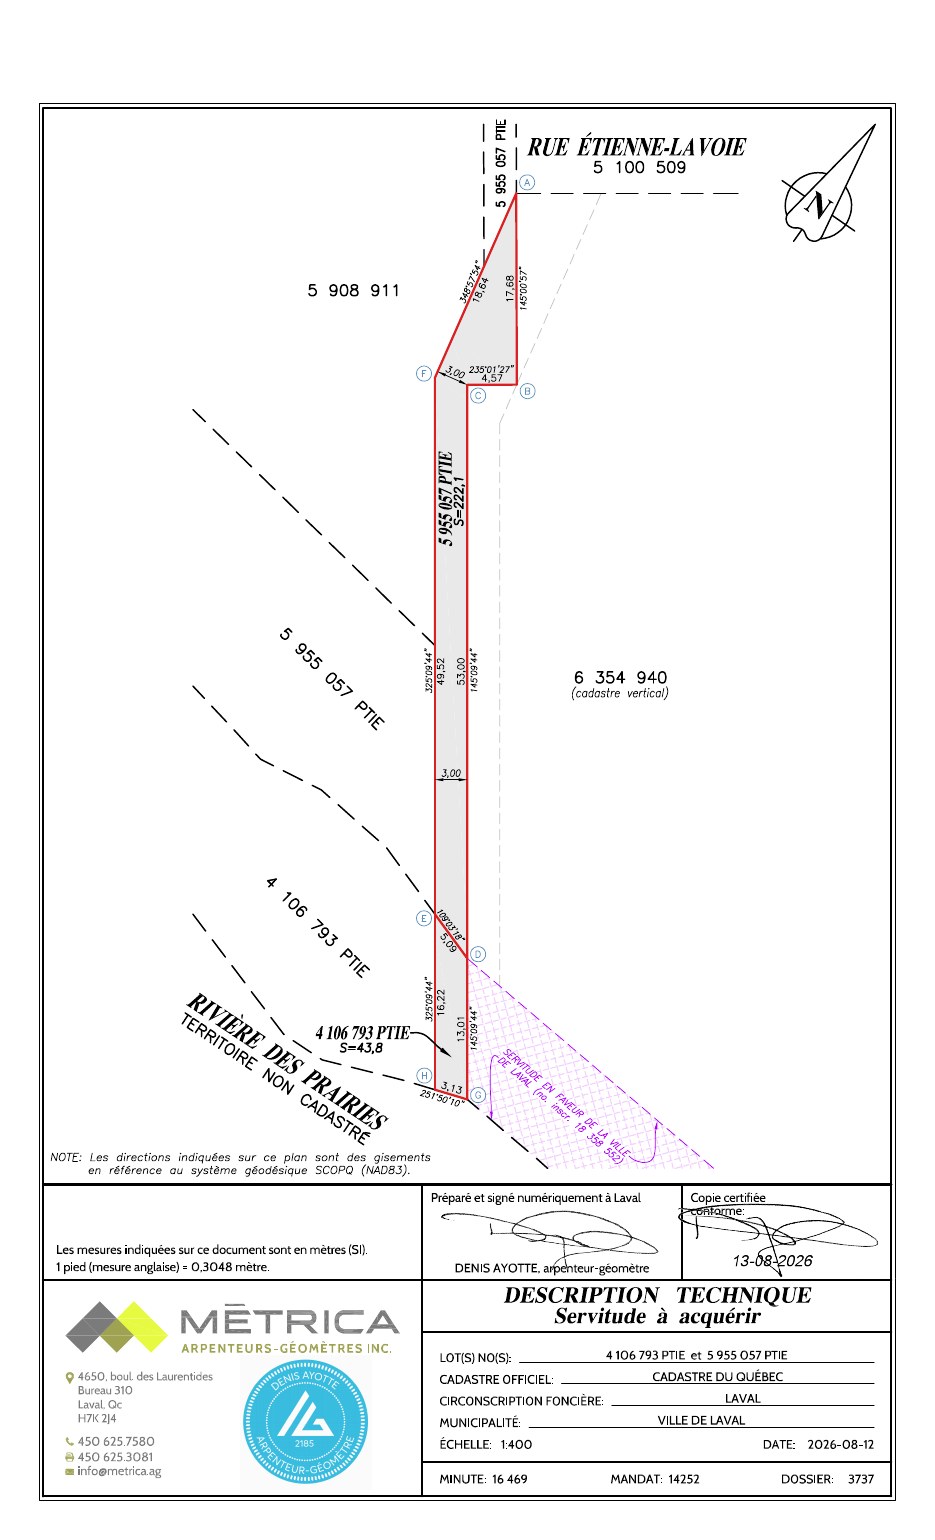 5 955 057 PTIE
RUE ÉTIENNE-LAVOIE
5 100 509
A
N
348°57'54"
18,64
17,68
145°00'57"
5 908 911
F
3,00
235°01'27"
4,57
C
B
5 955 057 PTIE
S=222,1
5 955 057 PTIE
325°09'44"
49,52
53,00
145°09'44"
6 354 940
(cadastre vertical)
3,00
4 106 793 PTIE
E
109°03'18"
5,09
D
325°09'44"
16,22
13,01
145°09'44"
RIVIÈRE DES PRAIRIES
TERRITOIRE NON CADASTRÉ
4 106 793 PTIE
S=43,8
H
3,13
G
251°50'10"
SERVITUDE EN FAVEUR DE LA VILLE
DE LAVAL (no. inscr. 18 358 552)
NOTE: Les directions indiquées sur ce plan sont des gisements
en référence au système géodésique SCOPQ (NAD83).
Les mesures indiquées sur ce document sont en mètres (SI).
1 pied (mesure anglaise) = 0,3048 mètre.
Préparé et signé numériquement à Laval
DENIS AYOTTE, arpenteur-géomètre
Copie certifiée
conforme:
13-08-2026
MĒTRICA
ARPENTEURS-GÉOMÈTRES INC.
4650, boul. des Laurentides
Bureau 310
Laval, Qc
H7K 2J4
450 625.7580
450 625.3081
info@metrica.ag
DENIS AYOTTE
2185
ARPENTEUR-GÉOMÈTRE
DESCRIPTION TECHNIQUE
Servitude à acquérir
LOT(S) NO(S): 4 106 793 PTIE et 5 955 057 PTIE
CADASTRE OFFICIEL: CADASTRE DU QUÉBEC
CIRCONSCRIPTION FONCIÈRE: LAVAL
MUNICIPALITÉ: VILLE DE LAVAL
ÉCHELLE: 1:400 DATE: 2026-08-12
MINUTE: 16 469 MANDAT: 14252 DOSSIER: 3737